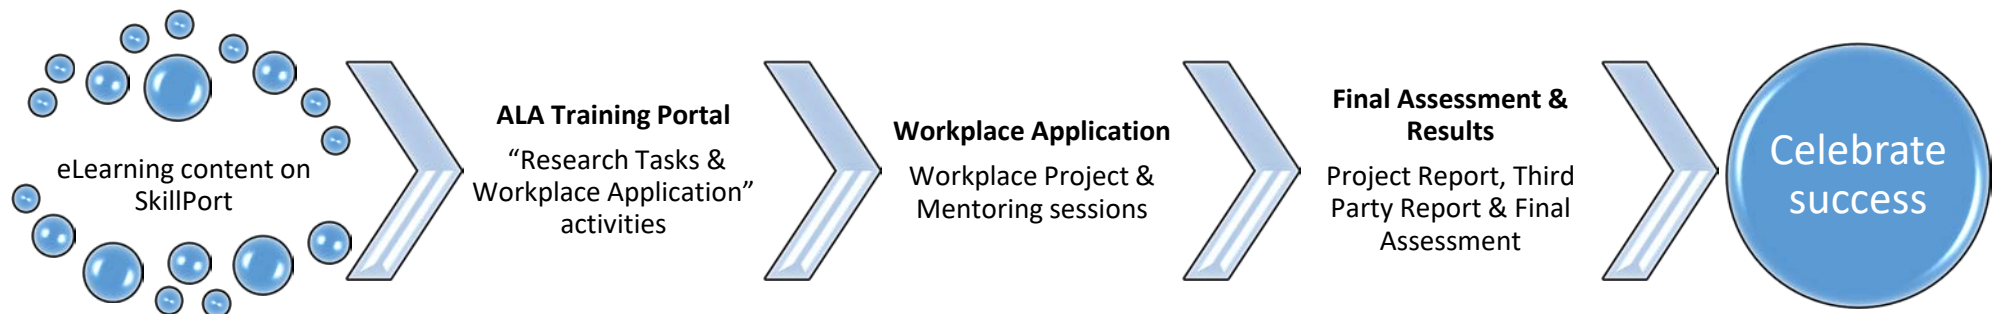 eLearning content on
SkillPort
ALA Training Portal
“Research Tasks &
Workplace Application”
activities
Workplace Application
Workplace Project &
Mentoring sessions
Final Assessment &
Results
Project Report, Third
Party Report & Final
Assessment
Celebrate
success